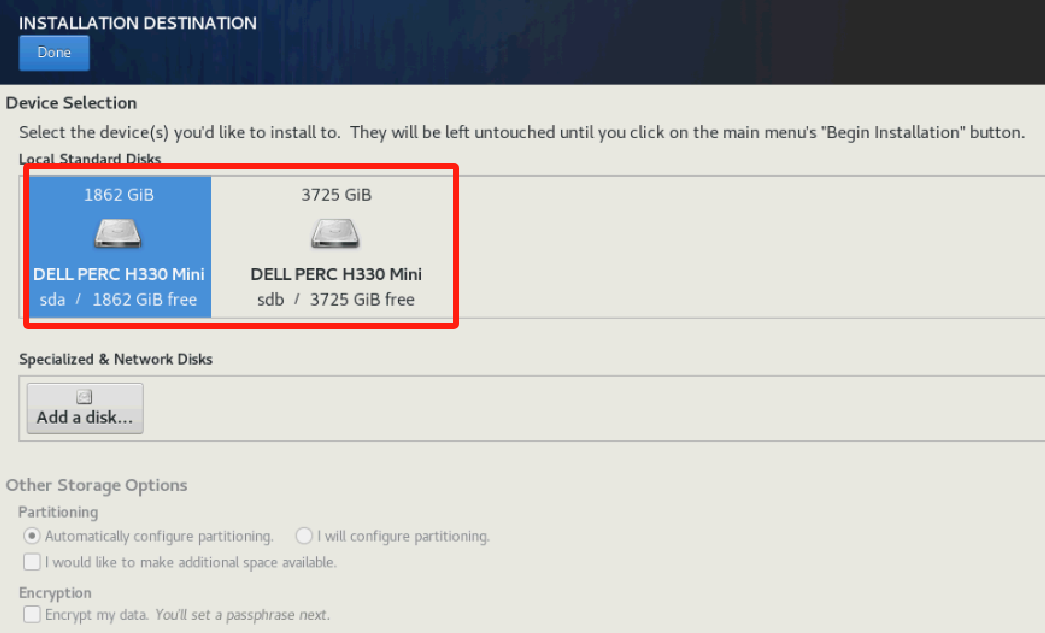 INSTALLATION DESTINATION
Done
Device Selection
Select the device(s) you'd like to install to.  They will be left untouched until you click on the main menu's "Begin Installation" button.
Local Standard Disks
1862 GiB
DELL PERC H330 Mini
sda / 1862 GiB free
3725 GiB
DELL PERC H330 Mini
sdb / 3725 GiB free
Specialized & Network Disks
Add a disk...
Other Storage Options
Partitioning
Automatically configure partitioning. I will configure partitioning.
I would like to make additional space available.
Encryption
Encrypt my data. You'll set a passphrase next.